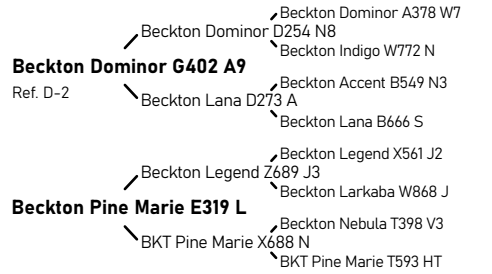 Beckton Dominor A378 W7
Beckton Dominor D254 N8
Beckton Indigo W772 N
Beckton Dominor G402 A9
Ref. D-2
Beckton Accent B549 N3
Beckton Lana D273 A
Beckton Lana B666 S
Beckton Legend X561 J2
Beckton Legend Z689 J3
Beckton Larkaba W868 J
Beckton Pine Marie E319 L
Beckton Nebula T398 V3
BKT Pine Marie X688 N
BKT Pine Marie T593 HT